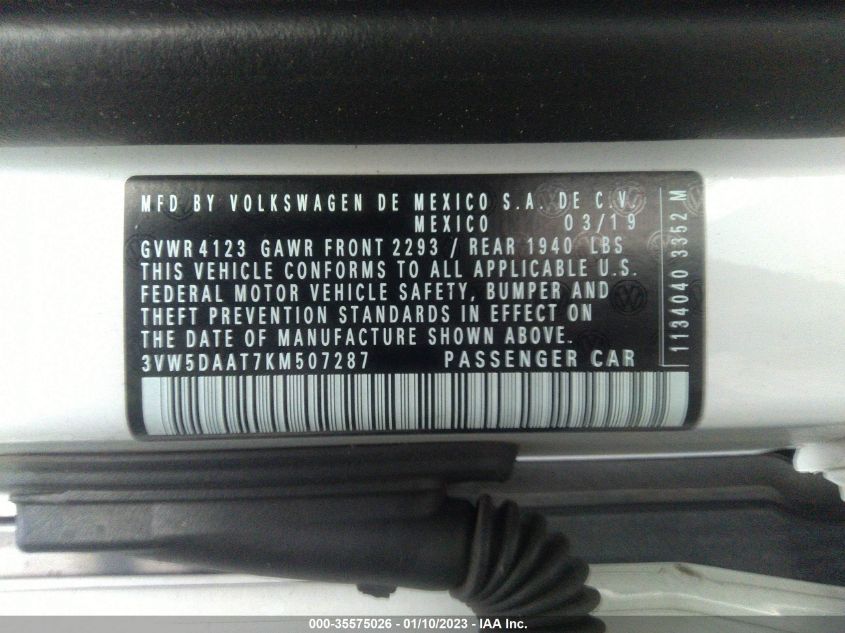 MFD BY VOLKSWAGEN DE MEXICO S.A. DE C.V.
MEXICO 03/19
GVWR 4123 GAWR FRONT 2293 / REAR 1940 LBS
THIS VEHICLE CONFORMS TO ALL APPLICABLE U.S.
FEDERAL MOTOR VEHICLE SAFETY, BUMPER AND
THEFT PREVENTION STANDARDS IN EFFECT ON
THE DATE OF MANUFACTURE SHOWN ABOVE.
3VW5DAAT7KM507287 PASSENGER CAR
1134040 3352 M
000-35575026 - 01/10/2023 - IAA Inc.